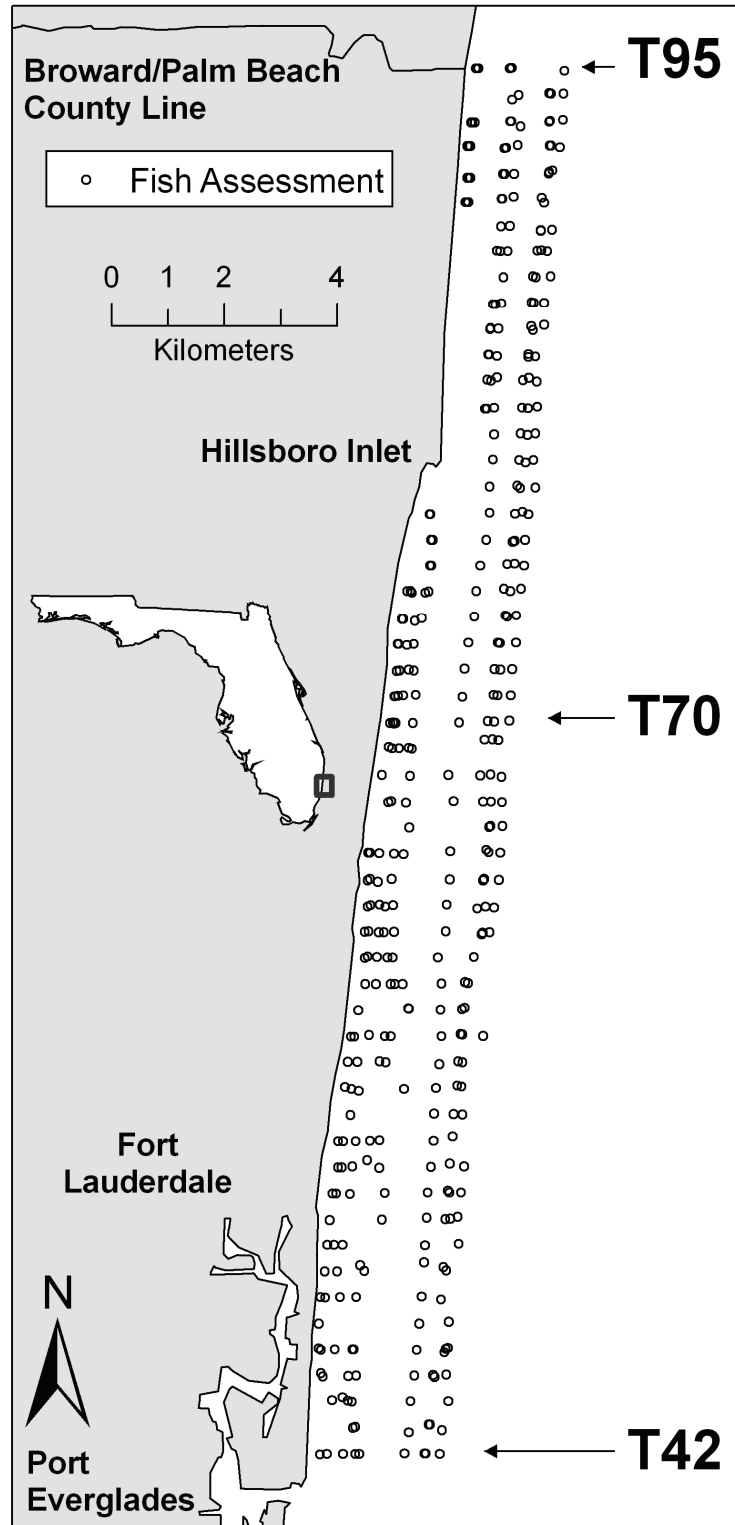 Broward/Palm Beach
County Line
T95
Fish Assessment
0 1 2 4
Kilometers
Hillsboro Inlet
T70
Fort
Lauderdale
N
Port
Everglades
T42